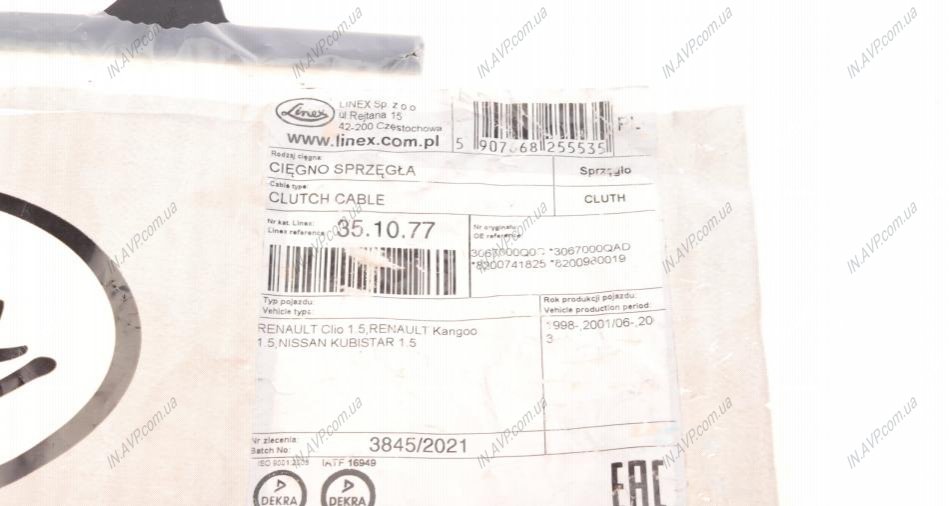 Linex
LINEX Sp. z o o
ul Rejtana 15
42-200 Częstochowa
www.linex.com.pl
Rodzaj cięgna:
CIĘGNO SPRZĘGŁA
Sprzęgło
Cable type:
CLUTCH CABLE
CLUTH
Nr kat. Linex:
Linex reference:
35.10.77
Nr oryginału
OE reference
*3067000QAD
*8200741825
Typ pojazdu:
Vehicle type:
Rok produkcji pojazdu:
Vehicle production period:
RENAULT Clio 1.5,RENAULT Kangoo
1.5,NISSAN KUBISTAR 1.5
1998-,2001/06-,20
3
Nr zlecenia:
Batch No:
3845/2021
ISO 9001:
IATF 16949
DEKRA
DEKRA
EAC
IN.AVP.com.ua